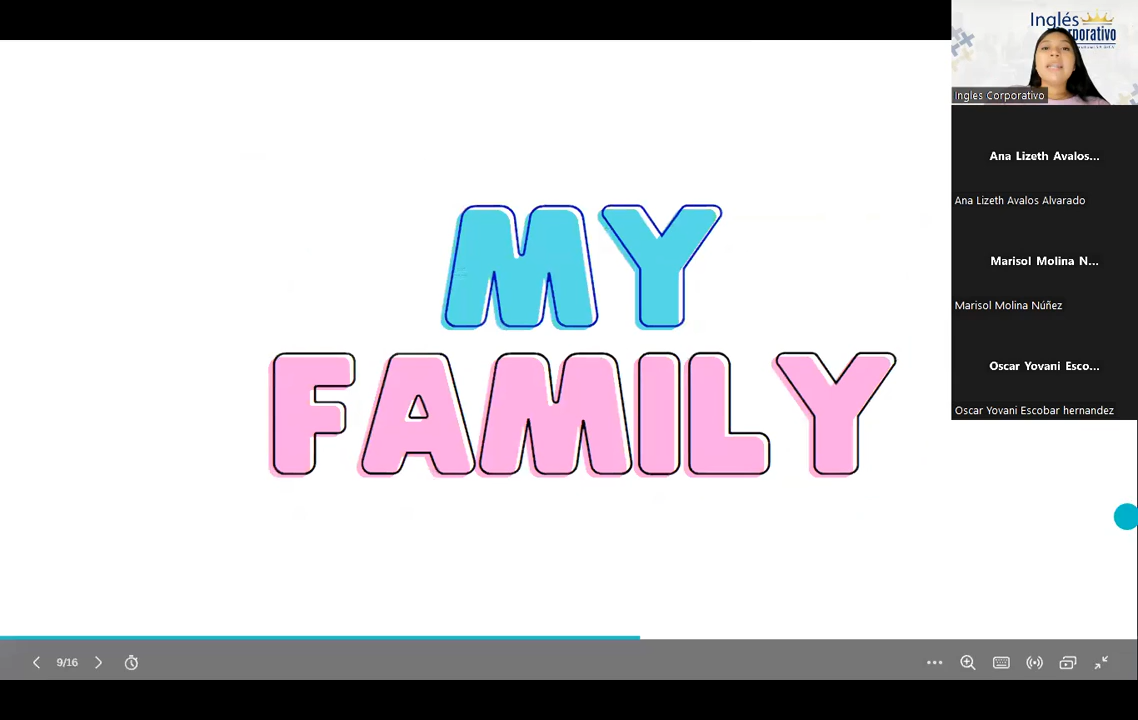 MY
FAMILY
Inglés
Corporativo
Ingles Corporativo
Ana Lizeth Avalos...
Ana Lizeth Avalos Alvarado
Marisol Molina N...
Marisol Molina Núñez
Oscar Yovani Esco...
Oscar Yovani Escobar hernandez
9/16